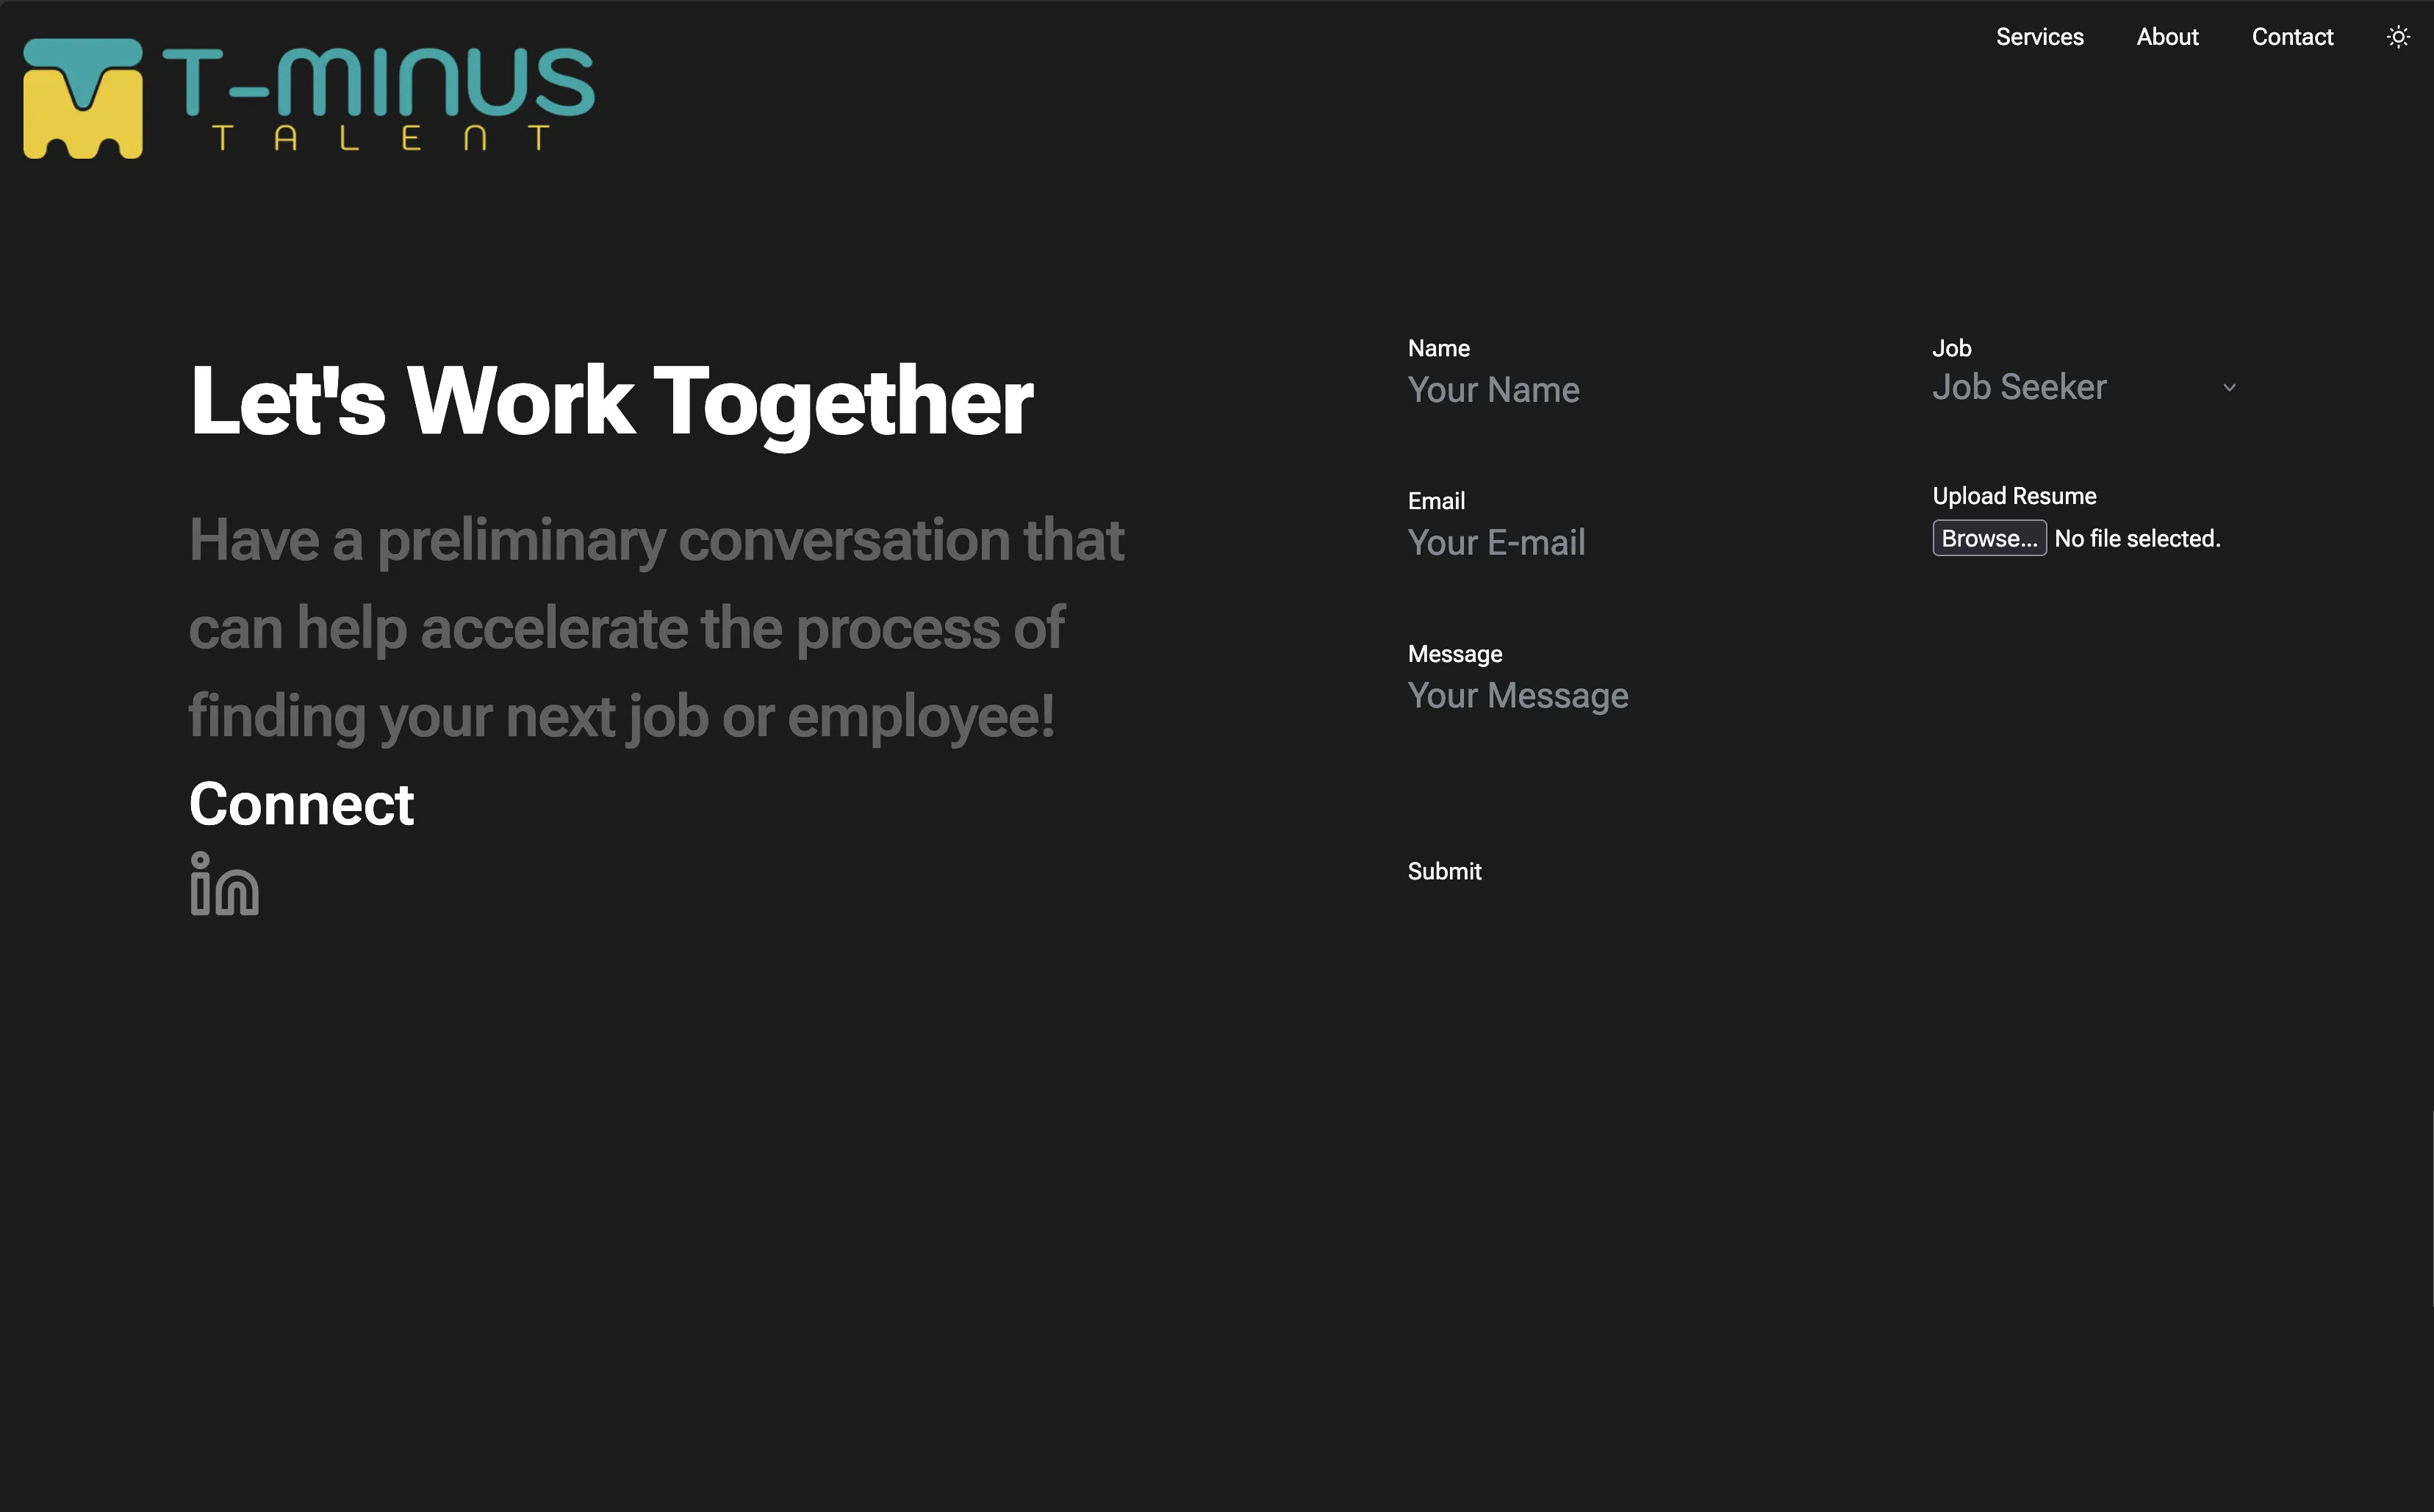 T-MINUS
TALENT
Services
About
Contact
Let's Work Together
Have a preliminary conversation that
can help accelerate the process of
finding your next job or employee!
Connect
in
Name
Your Name
Job
Job Seeker
Email
Your E-mail
Upload Resume
Browse... No file selected.
Message
Your Message
Submit